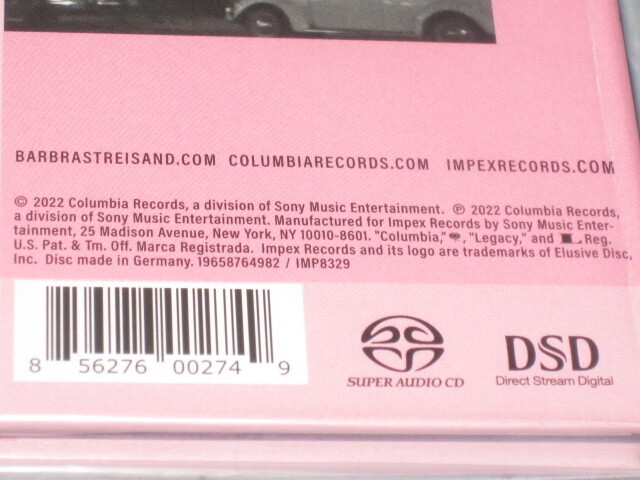 BARBRASTREISAND.COM COLUMBIARECORDS.COM IMPEXRECORDS.COM
© 2022 Columbia Records, a division of Sony Music Entertainment. ℗ 2022 Columbia Records,
a division of Sony Music Entertainment. Manufactured for Impex Records by Sony Music Enter-
tainment, 25 Madison Avenue, New York, NY 10010-8601. "Columbia," , "Legacy," and L Reg.
U.S. Pat. & Tm. Off. Marca Registrada. Impex Records and its logo are trademarks of Elusive Disc,
Inc. Disc made in Germany. 19658764982 / IMP8329
8 56276 00274 9
SUPER AUDIO CD
DSD
Direct Stream Digital